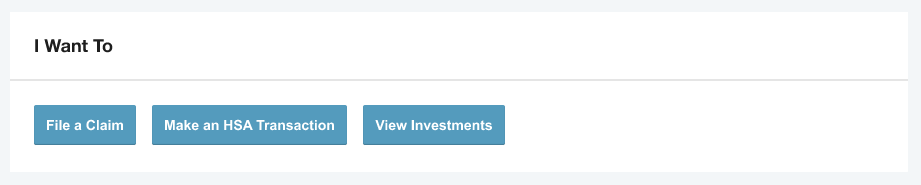 I Want To
File a Claim Make an HSA Transaction View Investments